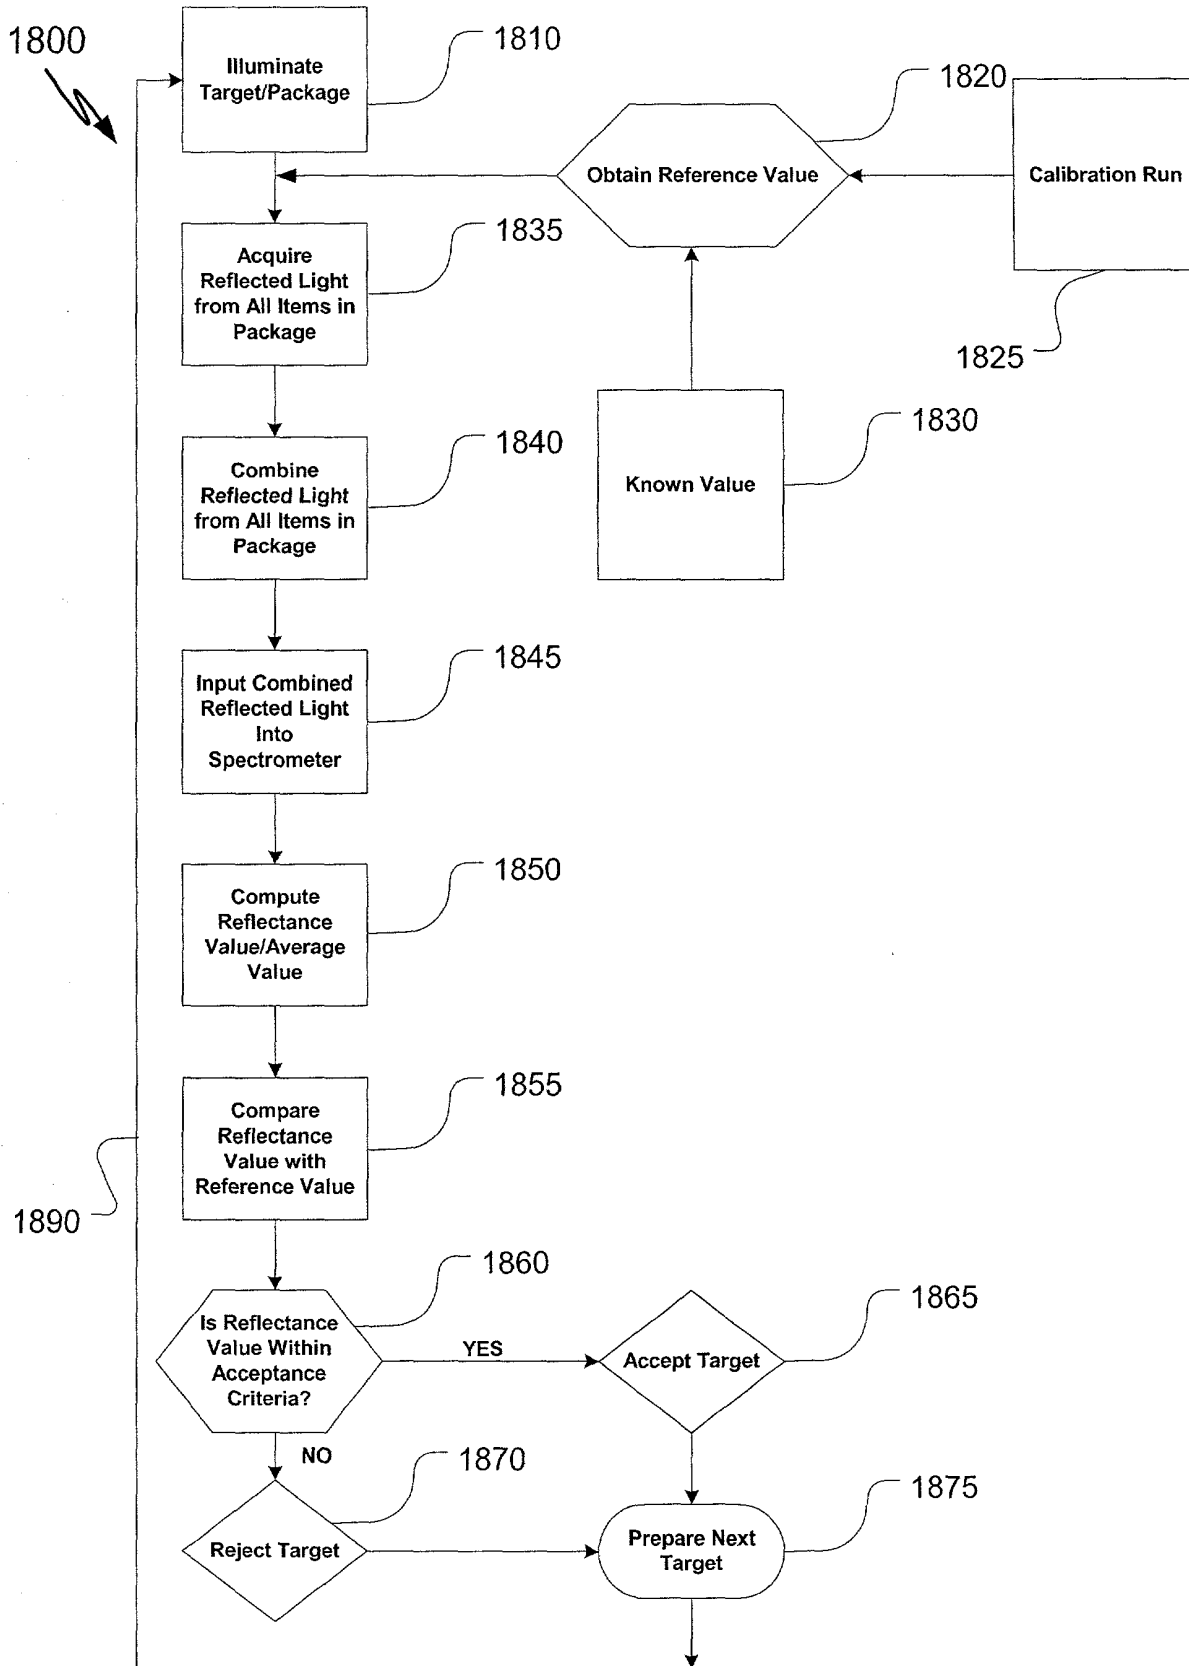 1800
Illuminate
Target/Package
1810
1820
Obtain Reference Value
Calibration Run
1825
Acquire
Reflected Light
from All Items in
Package
1835
Known Value
1830
Combine
Reflected Light
from All Items in
Package
1840
Input Combined
Reflected Light
Into
Spectrometer
1845
Compute
Reflectance
Value/Average
Value
1850
Compare
Reflectance
Value with
Reference Value
1855
1890
Is Reflectance
Value Within
Acceptance
Criteria?
1860
YES
Accept Target
1865
NO
Reject Target
1870
Prepare Next
Target
1875